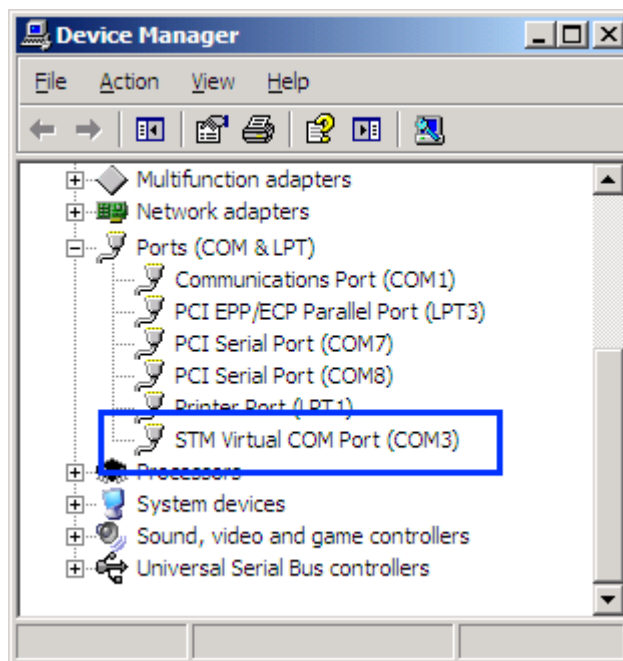 Device Manager
File Action View Help
Multifunction adapters
Network adapters
Ports (COM & LPT)
Communications Port (COM1)
PCI EPP/ECP Parallel Port (LPT3)
PCI Serial Port (COM7)
PCI Serial Port (COM8)
Printer Port (LPT1)
STM Virtual COM Port (COM3)
Processors
System devices
Sound, video and game controllers
Universal Serial Bus controllers